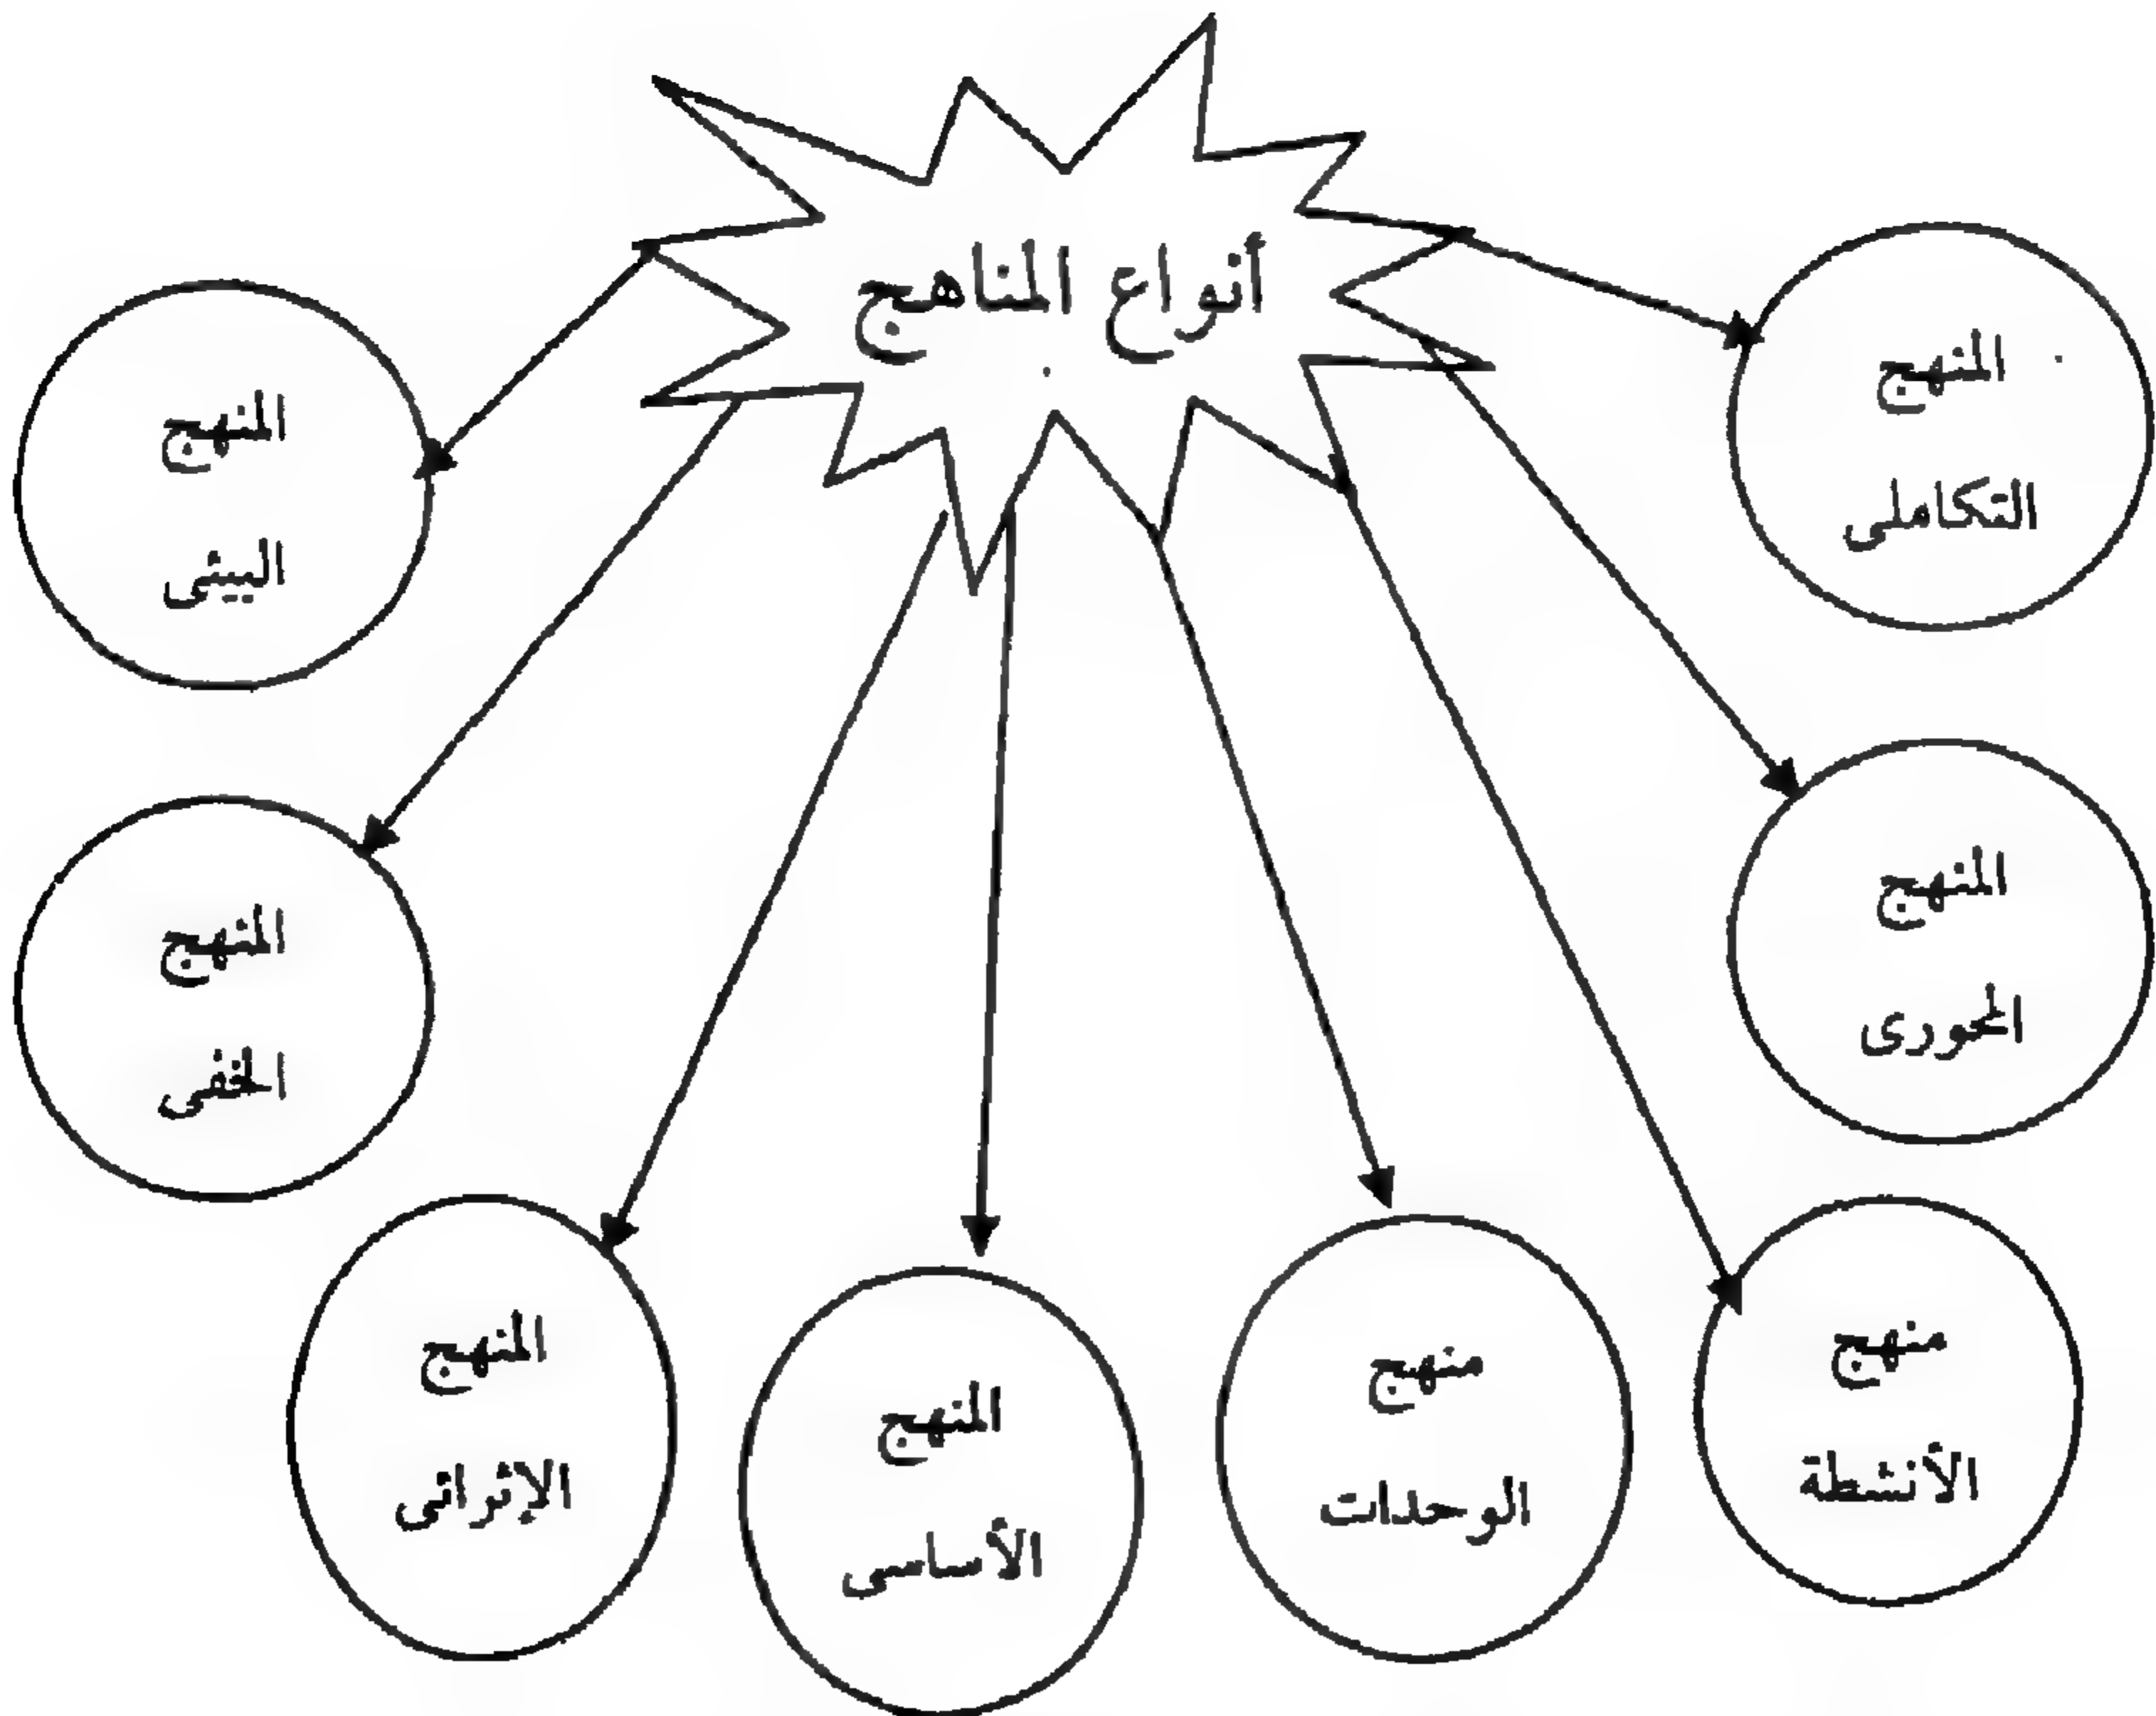 أنواع المناهج
المنهج
التكاملى
المنهج
المحورى
منهج
الأنشطة
منهج
الوحدات
المنهج
الأساسى
المنهج
الإثرائى
المنهج
الخفى
المنهج
البيئى